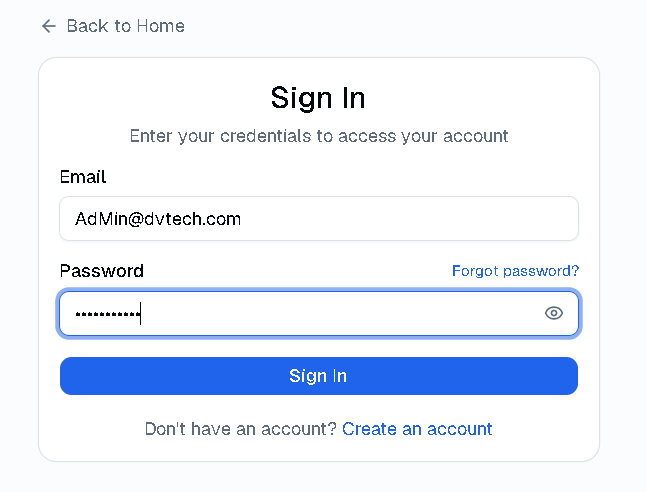 Back to Home
Sign In
Enter your credentials to access your account
Email
AdMin@dvtech.com
Password Forgot password?
•••••••••••
Sign In
Don't have an account? Create an account